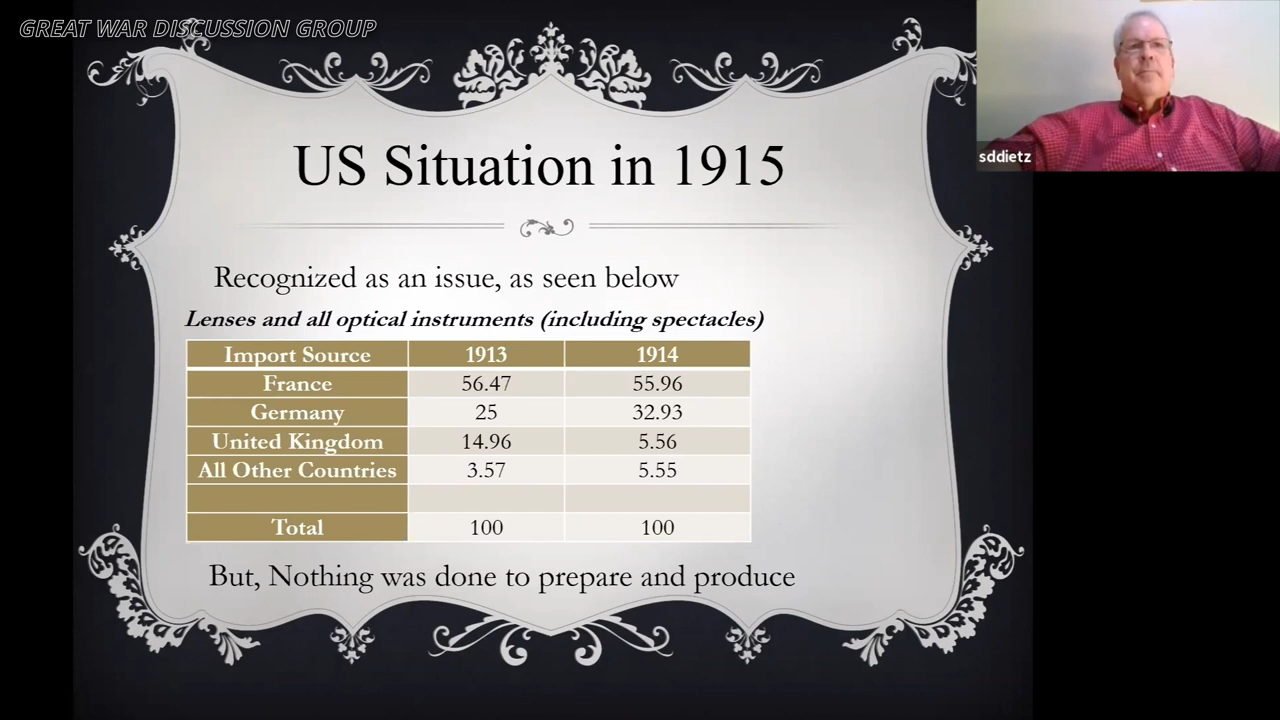 GREAT WAR DISCUSSION GROUP
sddietz
US Situation in 1915
Recognized as an issue, as seen below
Lenses and all optical instruments (including spectacles)
Import Source 1913 1914
France 56.47 55.96
Germany 25 32.93
United Kingdom 14.96 5.56
All Other Countries 3.57 5.55
Total 100 100
But, Nothing was done to prepare and produce